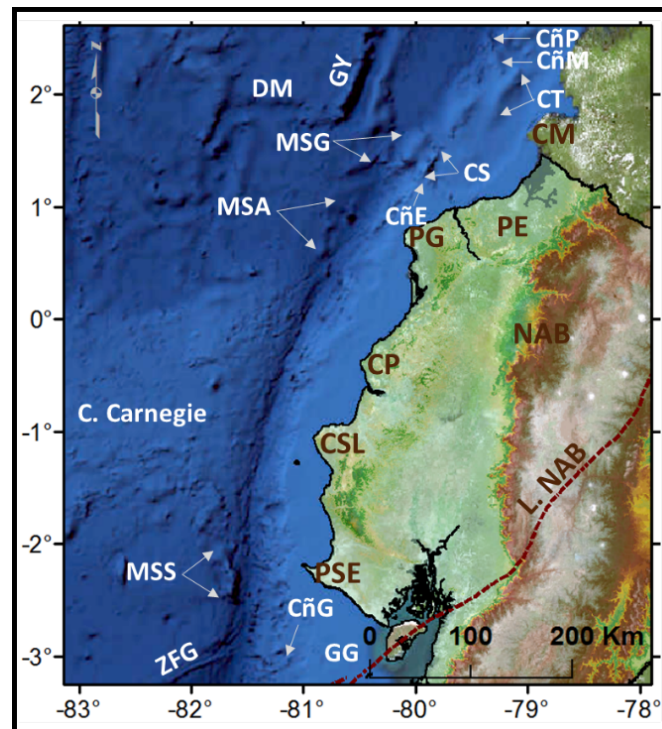 CñP
N
GY
CñM
2°
DM
CT
CM
MSG
CS
MSA
1°
CñE
PG
PE
0°
NAB
CP
C. Carnegie
-1°
CSL
L. NAB
-2°
MSS
PSE
CñG
0 100 200 Km
ZFG
GG
-3°
-83° -82° -81° -80° -79° -78°